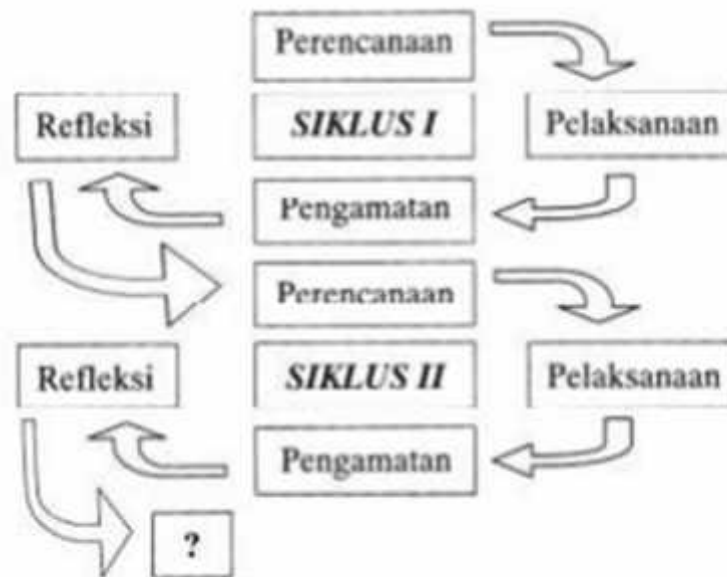 Perencanaan
Refleksi
SIKLUS I
Pelaksanaan
Pengamatan
Perencanaan
Refleksi
SIKLUS II
Pelaksanaan
Pengamatan
?